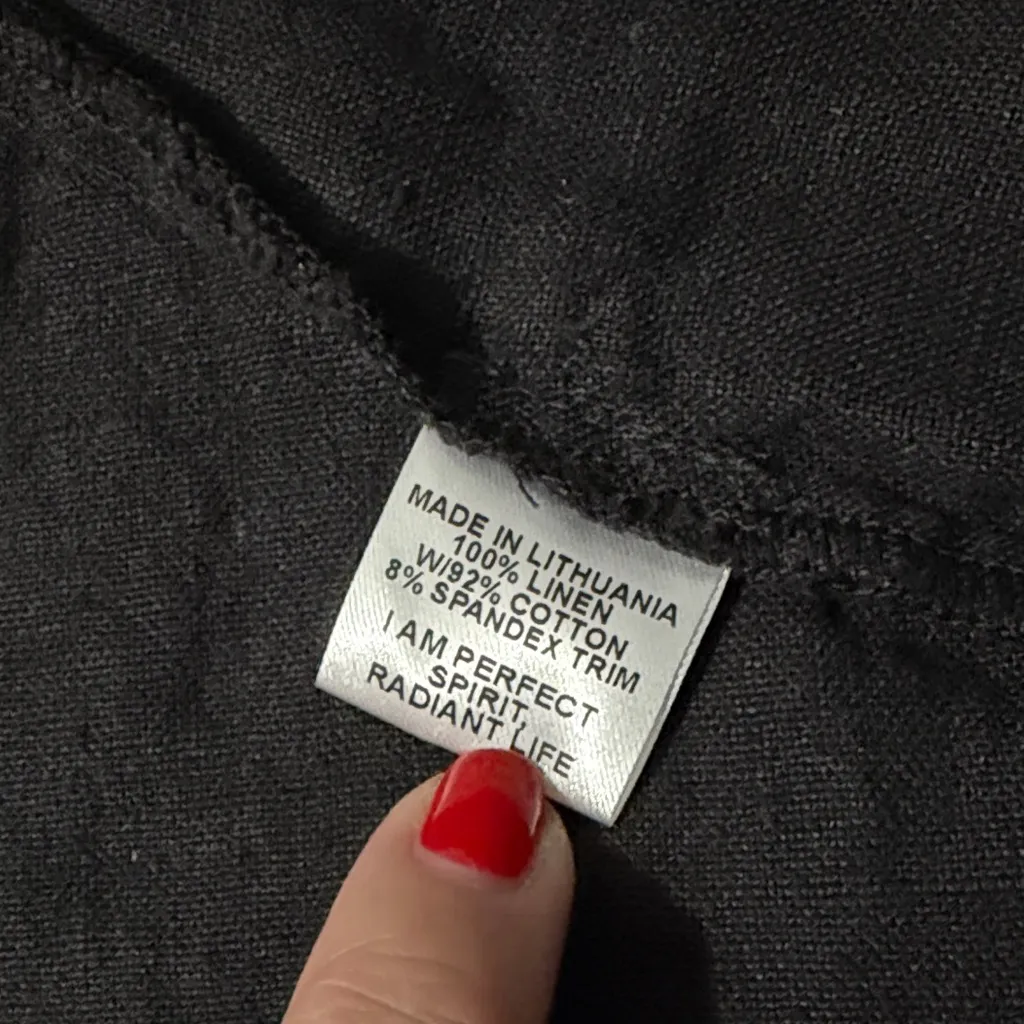 MADE IN LITHUANIA
100% LINEN
W/92% COTTON
8% SPANDEX TRIM
I AM PERFECT
SPIRIT,
RADIANT LIFE